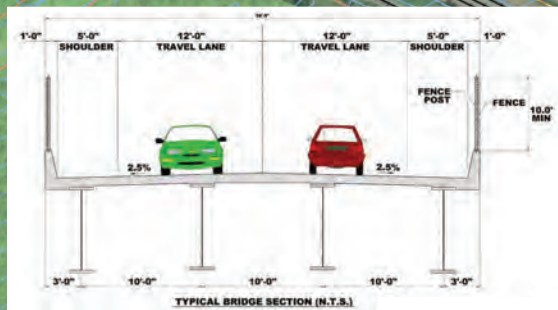 1'-0" 5'-0" 12'-0" 12'-0" 5'-0" 1'-0"
SHOULDER TRAVEL LANE TRAVEL LANE SHOULDER
FENCE POST
FENCE
10.0' MIN
2.5% 2.5%
3'-0" 10'-0" 10'-0" 10'-0" 3'-0"
TYPICAL BRIDGE SECTION (N.T.S.)